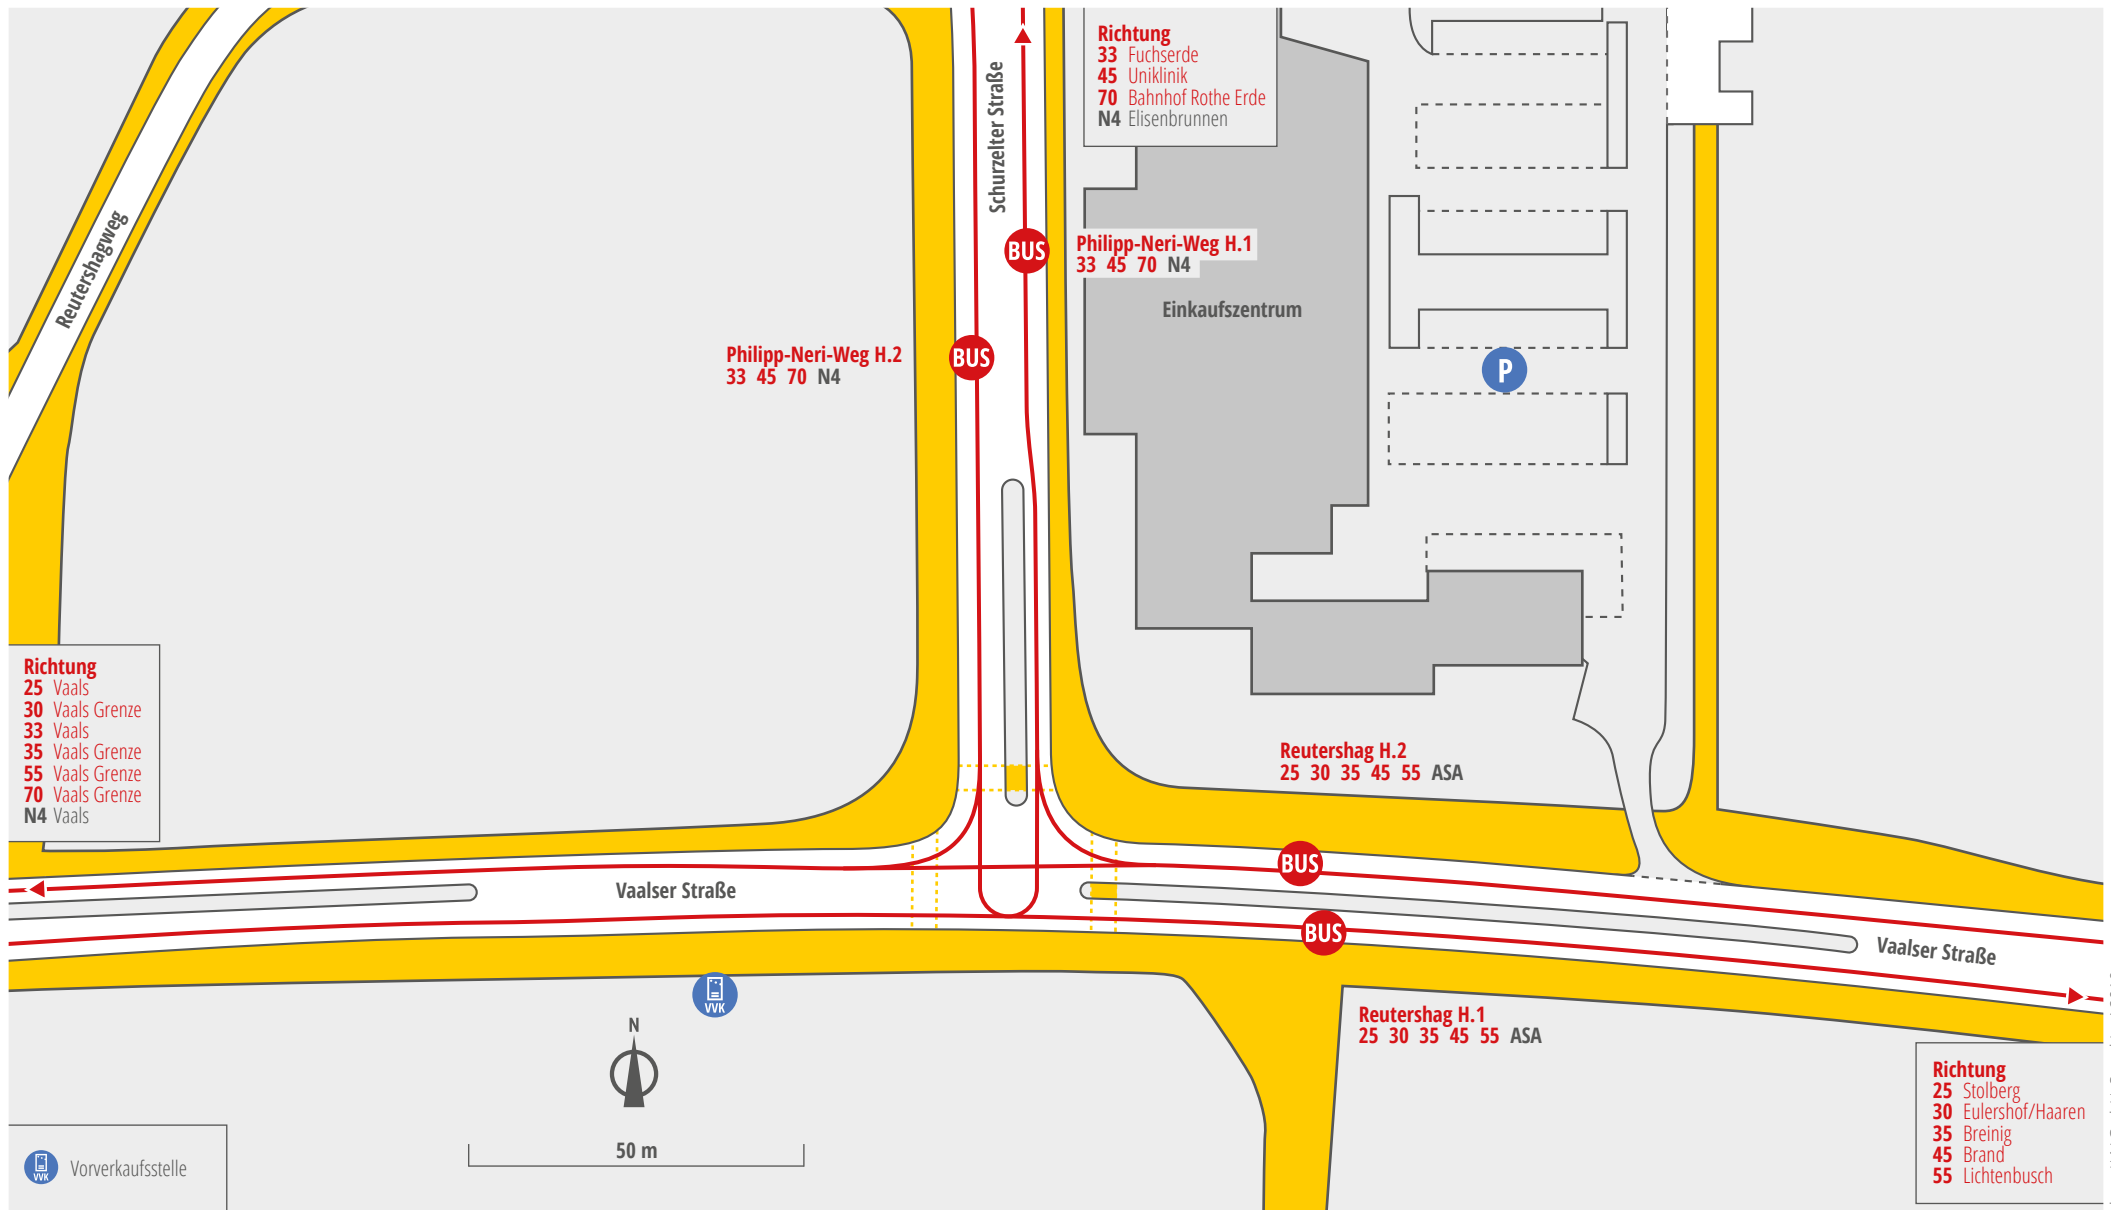 Richtung
33 Fuchserde
45 Uniklinik
70 Bahnhof Rothe Erde
N4 Elisenbrunnen
Schurzelter Straße
Reutershagweg
BUS
Philipp-Neri-Weg H.1
33 45 70 N4
Einkaufszentrum
Philipp-Neri-Weg H.2
33 45 70 N4
BUS
P
Richtung
25 Vaals
30 Vaals Grenze
33 Vaals
35 Vaals Grenze
55 Vaals Grenze
70 Vaals Grenze
N4 Vaals
Reutershag H.2
25 30 35 45 55 ASA
BUS
Vaalser Straße
BUS
Vaalser Straße
VVK
N
Reutershag H.1
25 30 35 45 55 ASA
Richtung
25 Stolberg
30 Eulershof/Haaren
35 Breinig
45 Brand
55 Lichtenbusch
50 m
VVK Vorverkaufsstelle